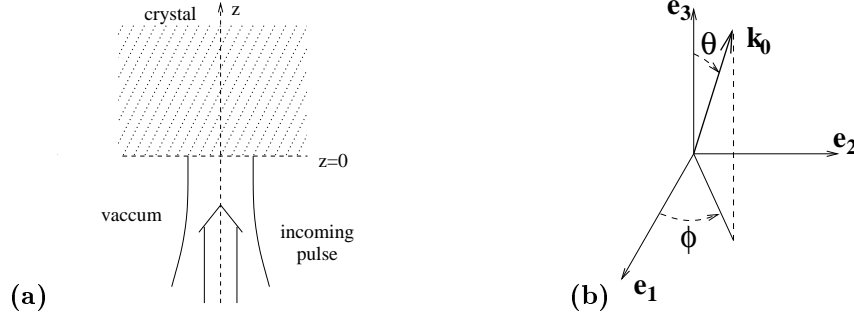 crystal
z
z=0
vaccum
incoming
pulse
(a)
e3
θ
k0
e2
ϕ
e1
(b)